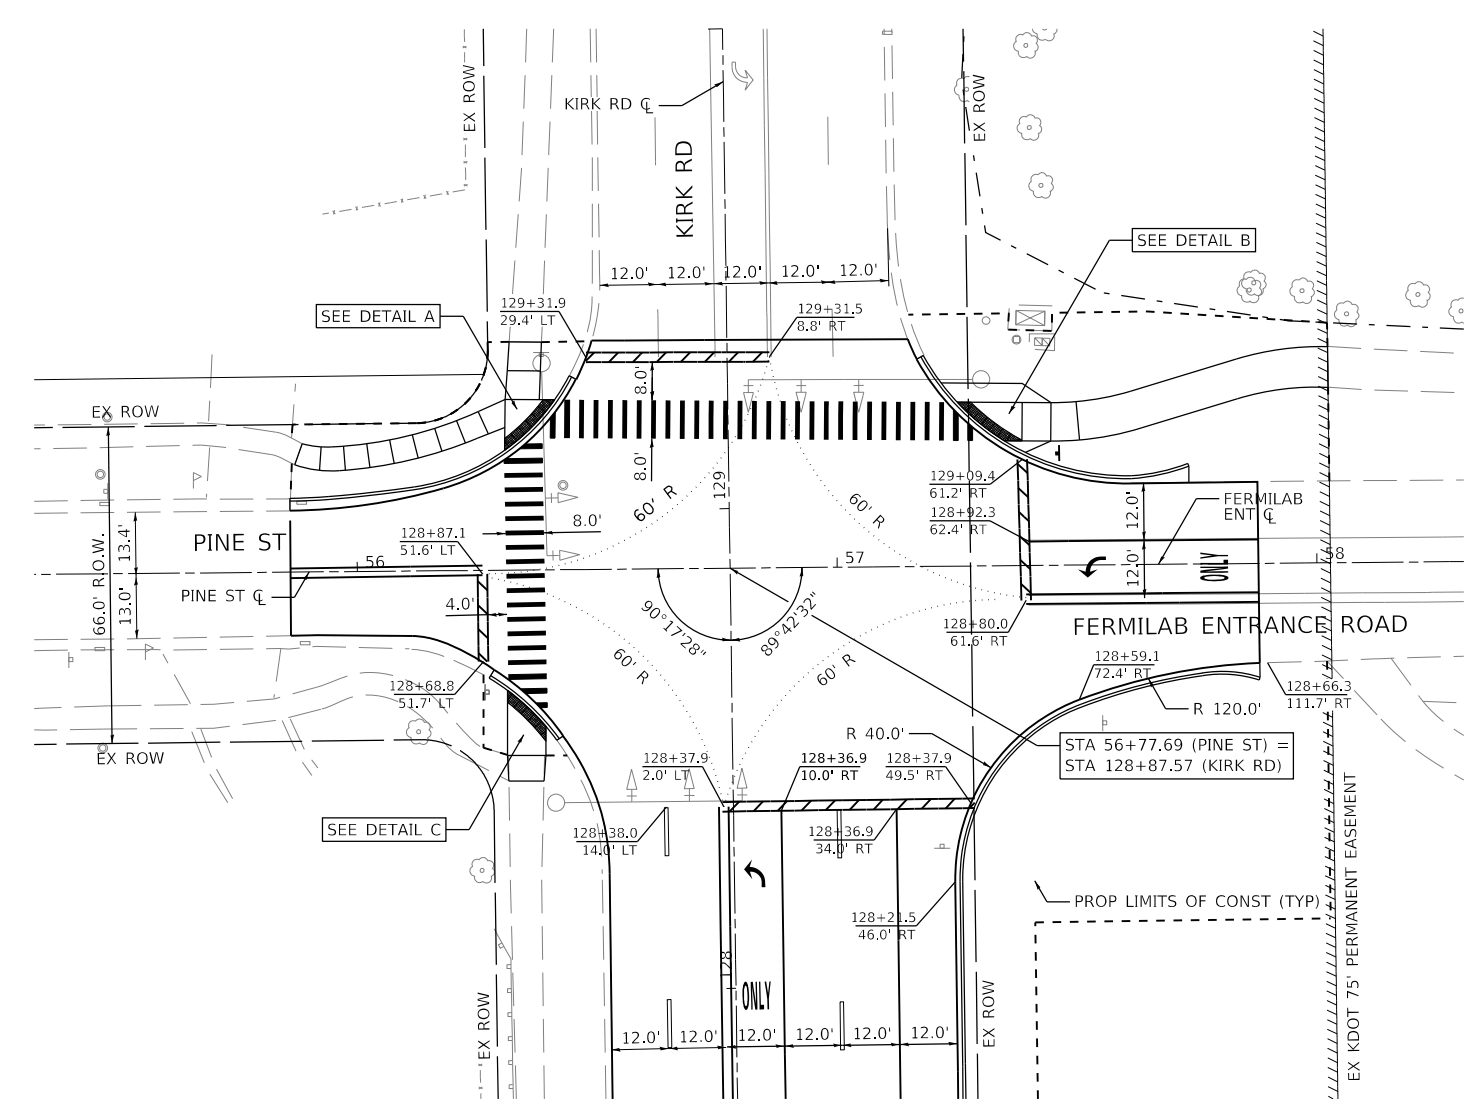 EX ROW
KIRK RD ℄
EX ROW
KIRK RD
SEE DETAIL B
12.0' 12.0' 12.0' 12.0' 12.0'
SEE DETAIL A
129+31.9
29.4' LT
129+31.5
8.8' RT
8.0'
EX ROW
8.0'
129
60' R
60' R
129+09.4
61.2' RT
128+92.3
62.4' RT
12.0'
FERMILAB
ENT ℄
66.0' R.O.W.
13.4'
PINE ST
128+87.1
51.6' LT
8.0'
56
57
58
12.0'
ONLY
PINE ST ℄
13.0'
4.0'
90°17'28"
89°42'32"
128+80.0
61.6' RT
FERMILAB ENTRANCE ROAD
60' R
60' R
128+59.1
72.4' RT
128+68.8
51.7' LT
128+66.3
111.7' RT
R 120.0'
R 40.0'
STA 56+77.69 (PINE ST) =
STA 128+87.57 (KIRK RD)
EX ROW
128+37.9
2.0' LT
128+36.9
10.0' RT
128+37.9
49.5' RT
SEE DETAIL C
128+38.0
14.0' LT
128+36.9
34.0' RT
PROP LIMITS OF CONST (TYP)
128+21.5
46.0' RT
128
ONLY
EX ROW
12.0' 12.0' 12.0' 12.0' 12.0' 12.0'
EX ROW
EX KDOT 75' PERMANENT EASEMENT